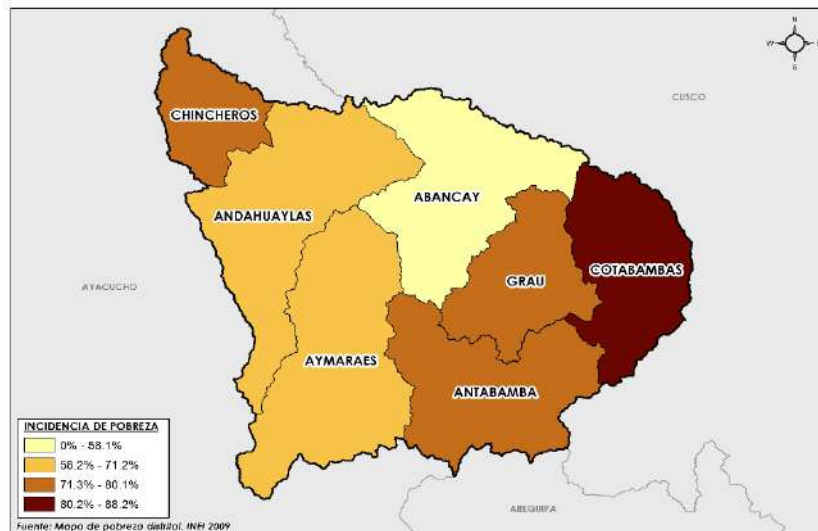 N
W
S
CUSCO
CHINCHEROS
ABANCAY
ANDAHUAYLAS
COTABAMBAS
GRAU
AYACUCHO
AYMARAES
ANTABAMBA
INCIDENCIA DE POBREZA
0% - 58.1%
58.2% - 71.2%
71.3% - 80.1%
80.2% - 88.2%
AREQUIPA
Fuente: Mapa de pobreza distrital. INEI 2009